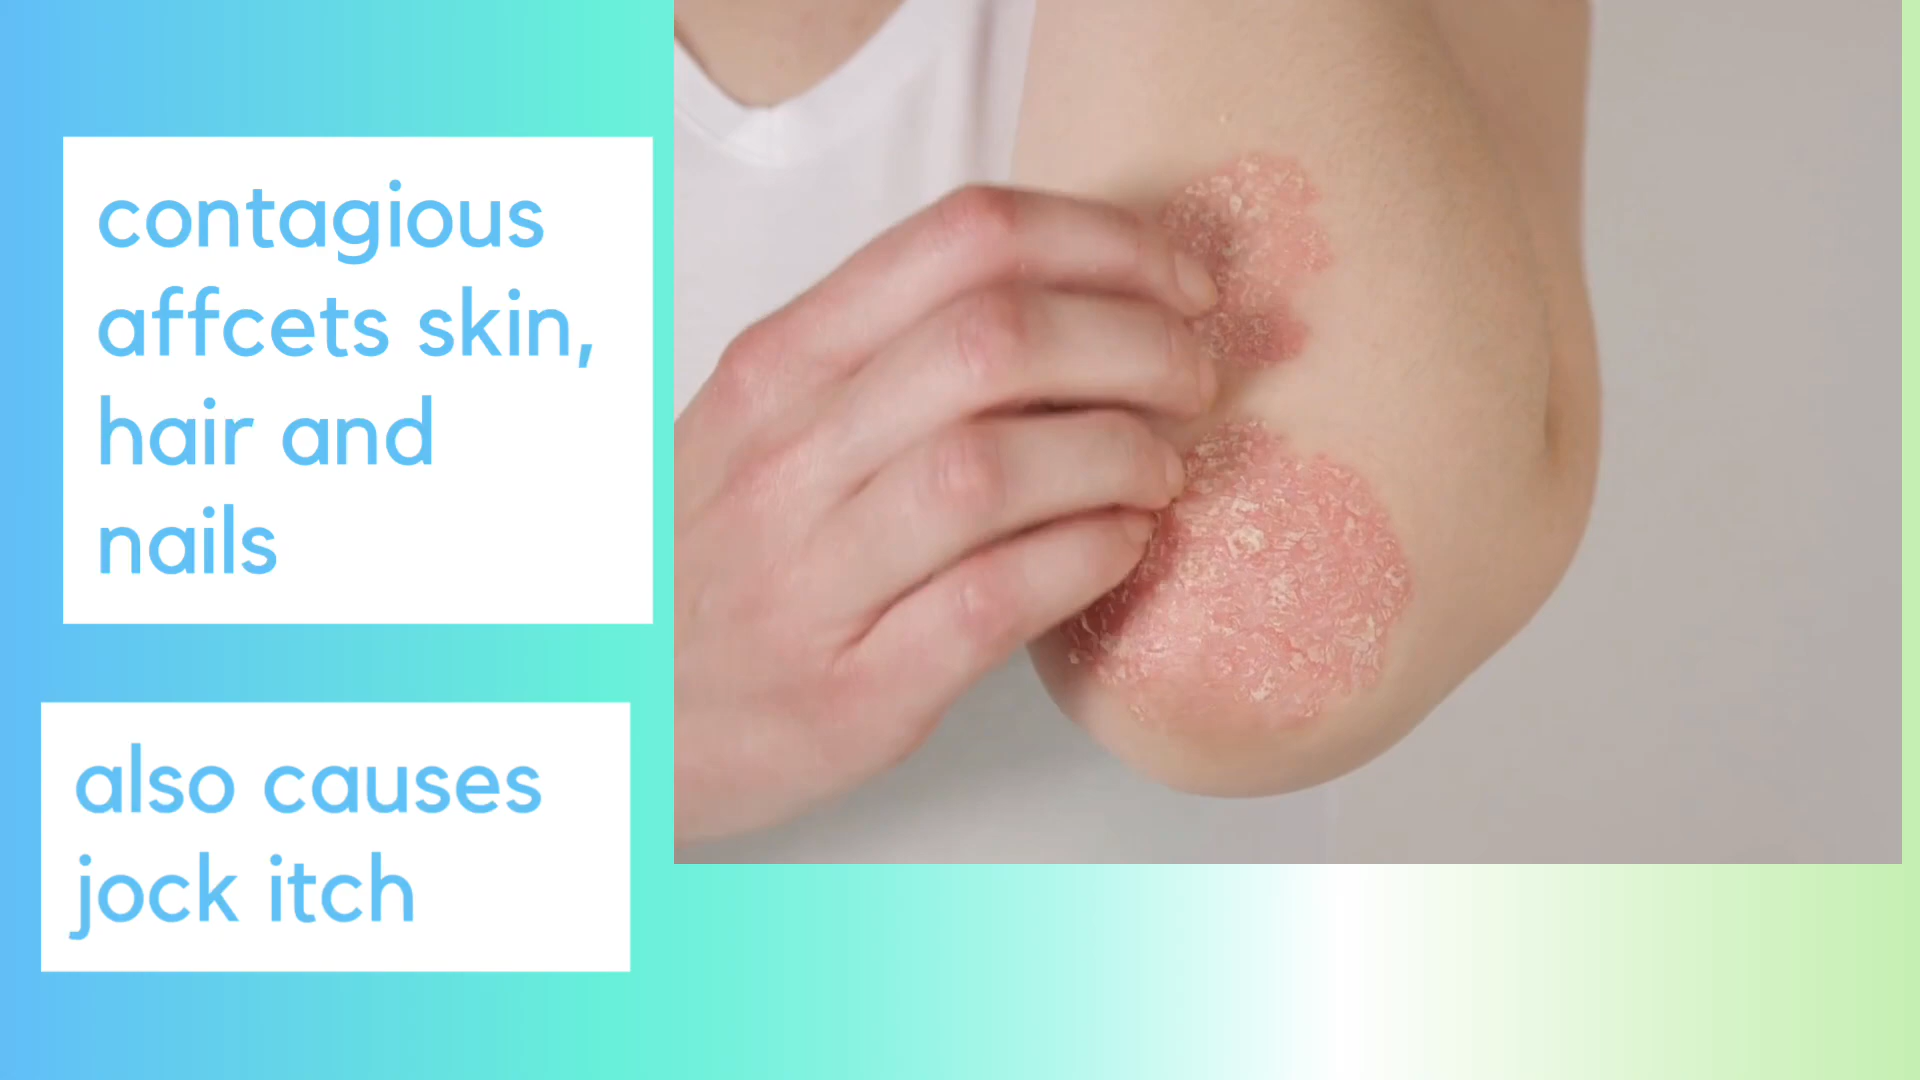 contagious
affcets skin,
hair and
nails
also causes
jock itch